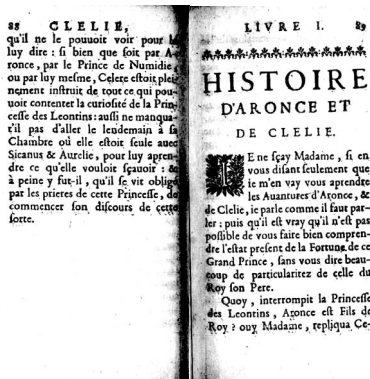 88 CLELIE,
qu'il ne le pouuoit voir pour le
luy dire : si bien que soit par A-
ronce, par le Prince de Numidie,
ou par luy mesme, Celere estoit plei-
nement instruit de tout ce qui pou-
uoit contenter la curiosité de la Prin-
cesse des Leontins : aussi ne manqua-
t'il pas d'aller le lendemain à sa
Chambre où elle estoit seule auec
Sicanus & Aurelie, pour luy apren-
dre ce qu'elle vouloit sçauoir : &
à peine y fut-il, qu'il se vit obligé
par les prieres de cette Princesse, de
commencer son discours de cette
sorte.
LIVRE I. 89
HISTOIRE
D'ARONCE ET
DE CLELIE.
IE ne sçay Madame, si en
vous disant seulement que
ie m'en vay vous aprendre
les Auantures d'Aronce, &
de Clelie, ie parle comme il faut par-
ler : puis qu'il est vray qu'il n'est pas
possible de vous faire bien compren-
dre l'estat present de la Fortune de ce
Grand Prince, sans vous dire beau-
coup de particularitez de celle du
Roy son Pere.
Quoy, interrompit la Princesse
des Leontins, Aronce est Fils de
Roy ? ouy Madame, repliqua Ce-